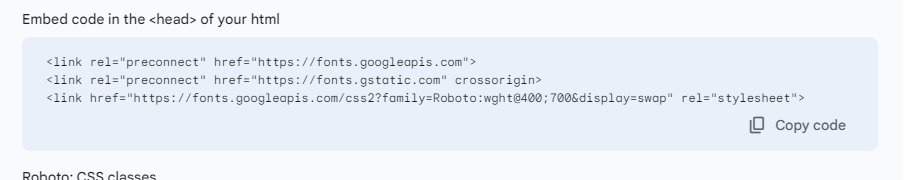 Embed code in the <head> of your html
<link rel="preconnect" href="https://fonts.googleapis.com">
<link rel="preconnect" href="https://fonts.gstatic.com" crossorigin>
<link href="https://fonts.googleapis.com/css2?family=Roboto:wght@400;700&display=swap" rel="stylesheet">
Copy code
Roboto: CSS classes